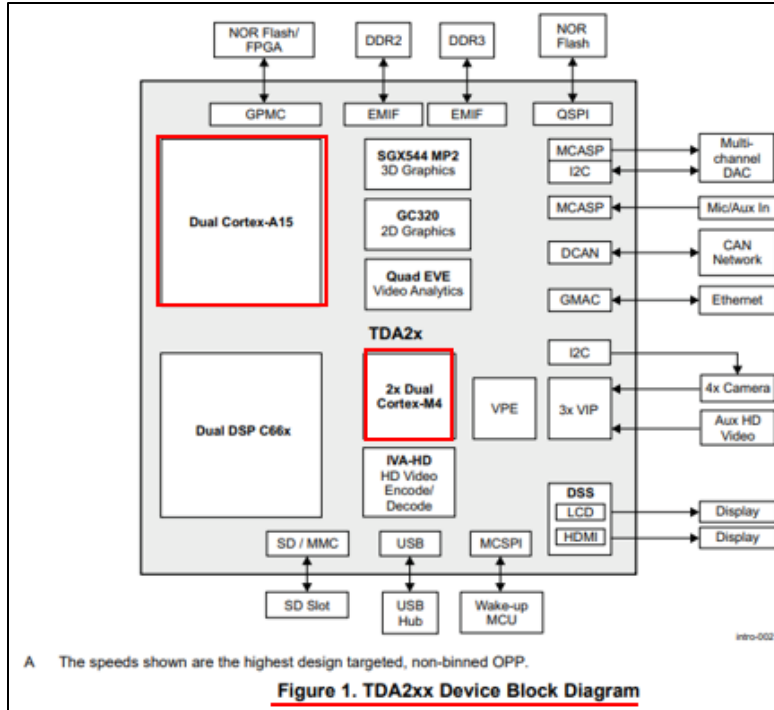 NOR Flash/
FPGA
DDR2
DDR3
NOR
Flash
GPMC
EMIF
EMIF
QSPI
Dual Cortex-A15
SGX544 MP2
3D Graphics
GC320
2D Graphics
Quad EVE
Video Analytics
MCASP
I2C
Multi-
channel
DAC
MCASP
Mic/Aux In
DCAN
CAN
Network
GMAC
Ethernet
TDA2x
Dual DSP C66x
2x Dual
Cortex-M4
VPE
I2C
3x VIP
4x Camera
Aux HD
Video
IVA-HD
HD Video
Encode/
Decode
DSS
LCD
HDMI
Display
Display
SD / MMC
USB
MCSPI
SD Slot
USB
Hub
Wake-up
MCU
intro-002
A The speeds shown are the highest design targeted, non-binned OPP.
Figure 1. TDA2xx Device Block Diagram